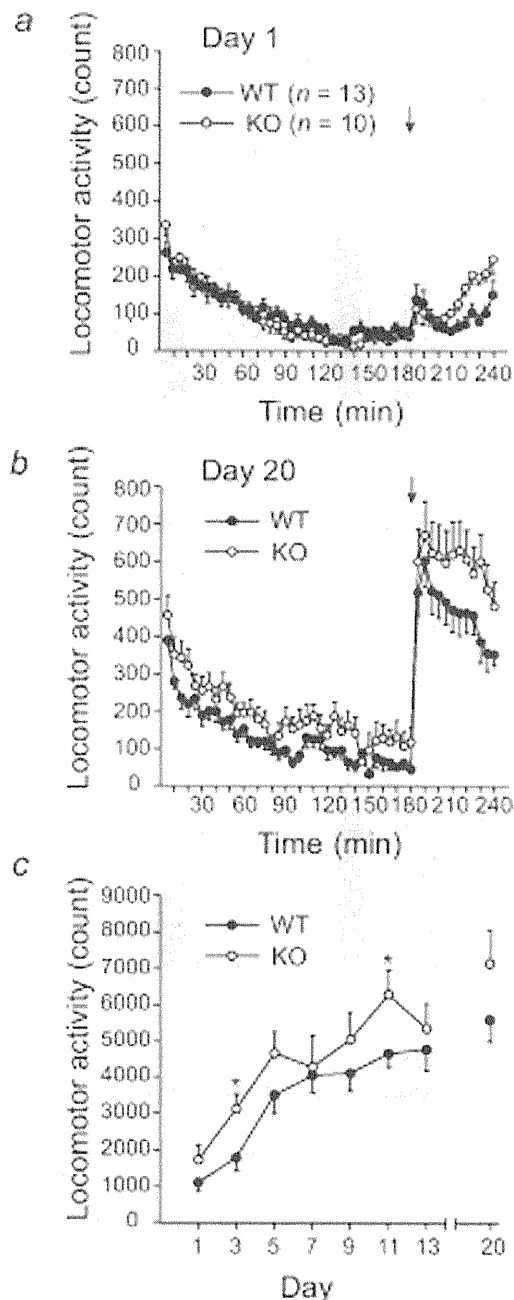 a
Day 1
Locomotor activity (count)
800
700
600
500
400
300
200
100
0
WT (n = 13)
KO (n = 10)
30 60 90 120 150 180 210 240
Time (min)
b
Day 20
Locomotor activity (count)
800
700
600
500
400
300
200
100
0
WT
KO
30 60 90 120 150 180 210 240
Time (min)
c
Locomotor activity (count)
9000
8000
7000
6000
5000
4000
3000
2000
1000
0
WT
KO
*
*
1 3 5 7 9 11 13 20
Day